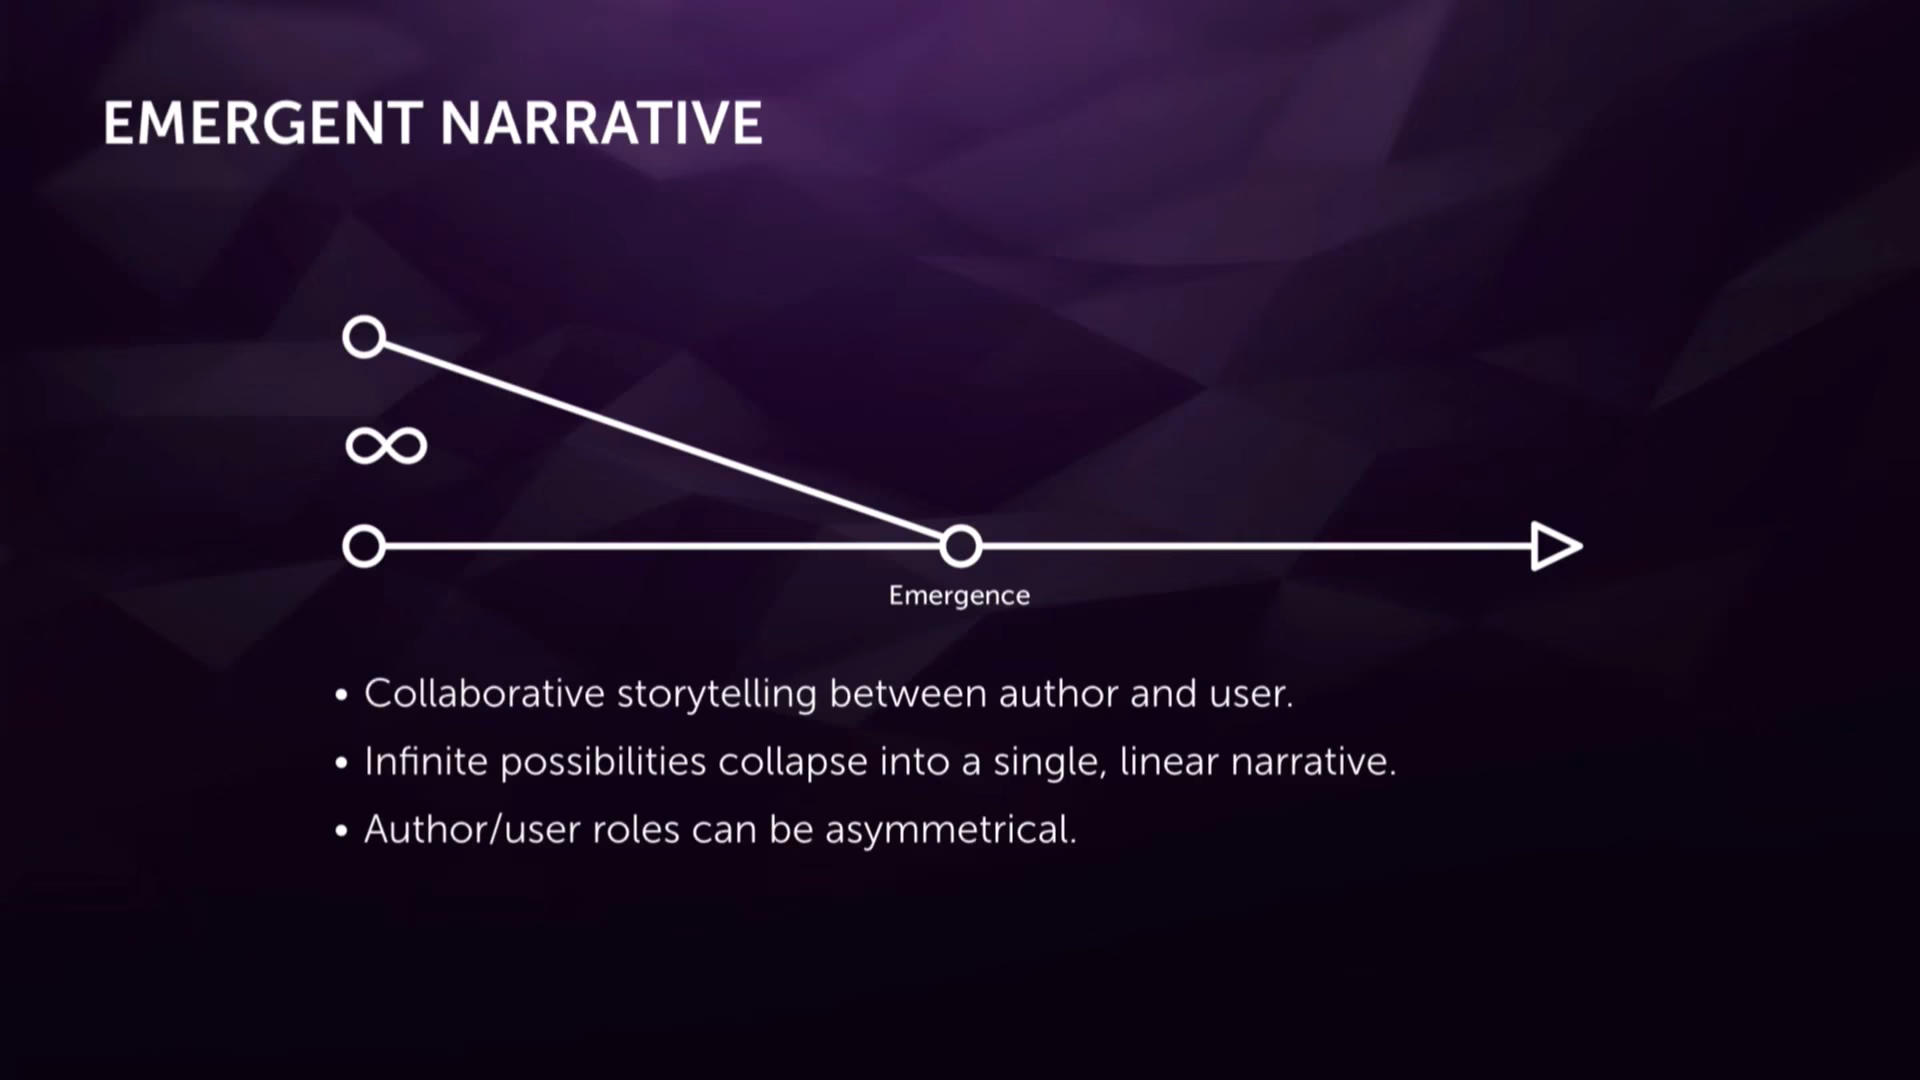 EMERGENT NARRATIVE
∞
Emergence
• Collaborative storytelling between author and user.
• Infinite possibilities collapse into a single, linear narrative.
• Author/user roles can be asymmetrical.